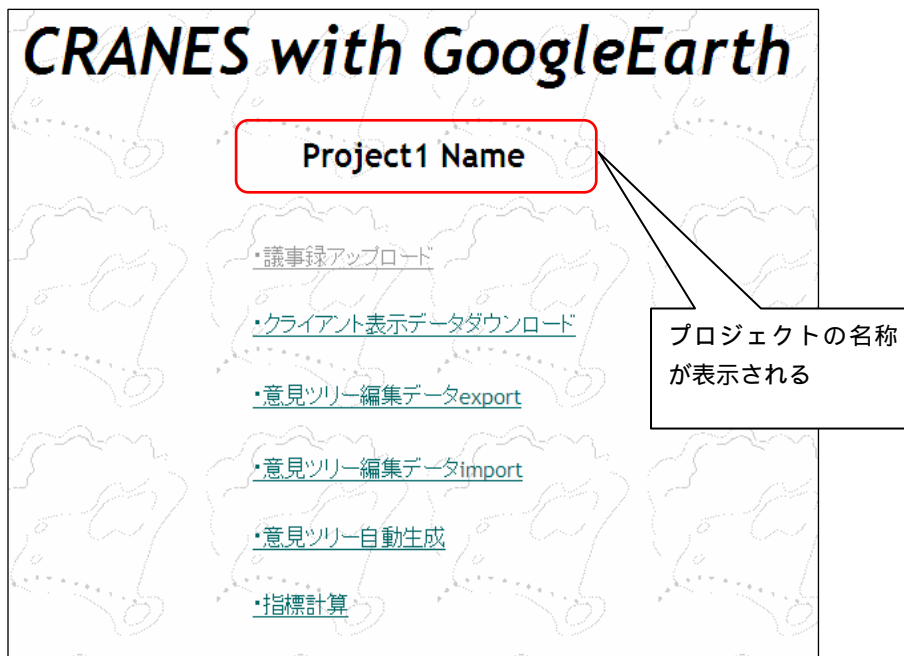 CRANES with GoogleEarth
Project1 Name
・議事録アップロード
・クライアント表示データダウンロード
プロジェクトの名称
が表示される
・意見ツリー編集データexport
・意見ツリー編集データimport
・意見ツリー自動生成
・指標計算